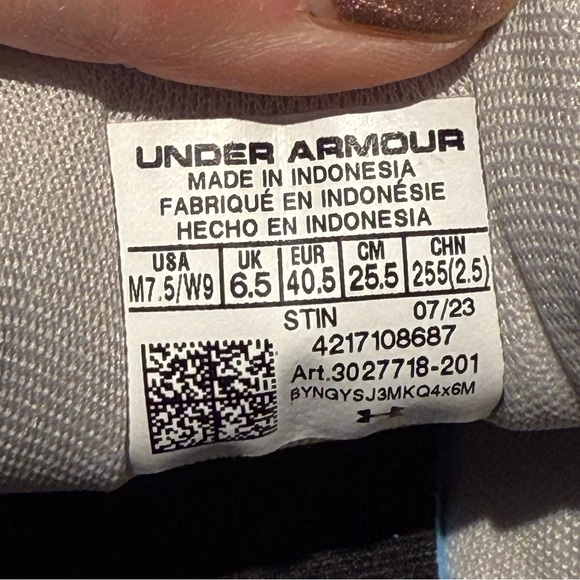 UNDER ARMOUR
MADE IN INDONESIA
FABRIQUÉ EN INDONÉSIE
HECHO EN INDONESIA
USA UK EUR CM CHN
M7.5/W9 6.5 40.5 25.5 255(2.5)
STIN 07/23
4217108687
Art.3027718-201
BYNGYSJ3MKQ4x6M